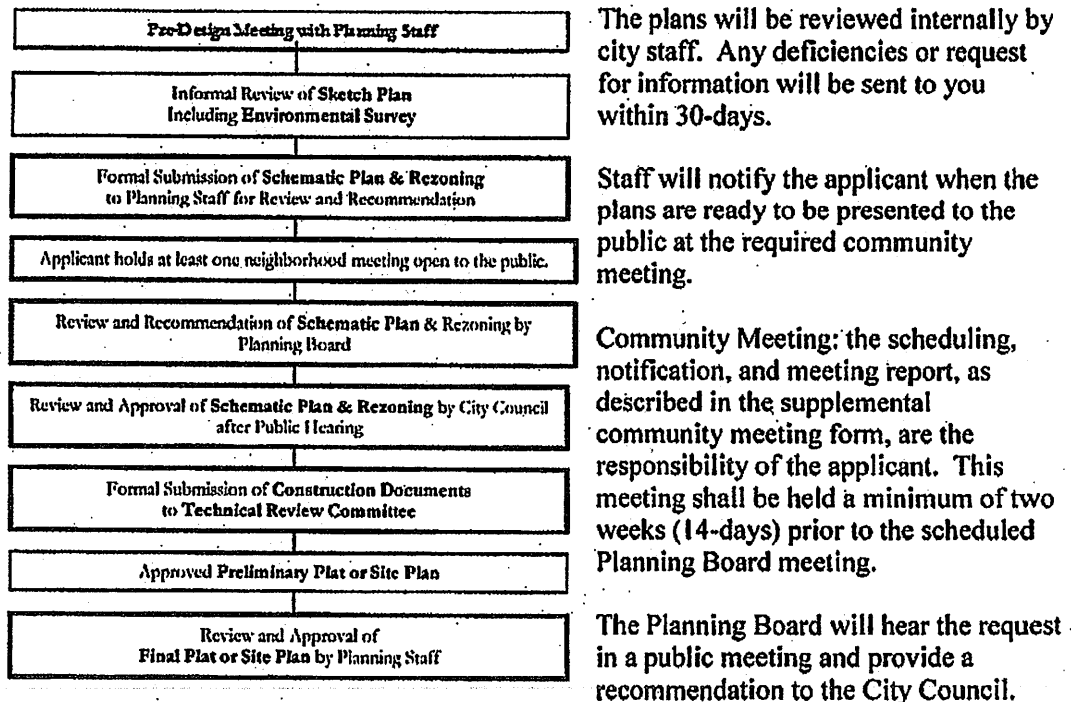 Pre-Design Meeting with Planning Staff
Informal Review of Sketch Plan
Including Environmental Survey
Formal Submission of Schematic Plan & Rezoning
to Planning Staff for Review and Recommendation
Applicant holds at least one neighborhood meeting open to the public.
Review and Recommendation of Schematic Plan & Rezoning by
Planning Board
Review and Approval of Schematic Plan & Rezoning by City Council
after Public Hearing
Formal Submission of Construction Documents
to Technical Review Committee
Approved Preliminary Plat or Site Plan
Review and Approval of
Final Plat or Site Plan by Planning Staff
The plans will be reviewed internally by
city staff. Any deficiencies or request
for information will be sent to you
within 30-days.
Staff will notify the applicant when the
plans are ready to be presented to the
public at the required community
meeting.
Community Meeting: the scheduling,
notification, and meeting report, as
described in the supplemental
community meeting form, are the
responsibility of the applicant. This
meeting shall be held a minimum of two
weeks (14-days) prior to the scheduled
Planning Board meeting.
The Planning Board will hear the request
in a public meeting and provide a
recommendation to the City Council.